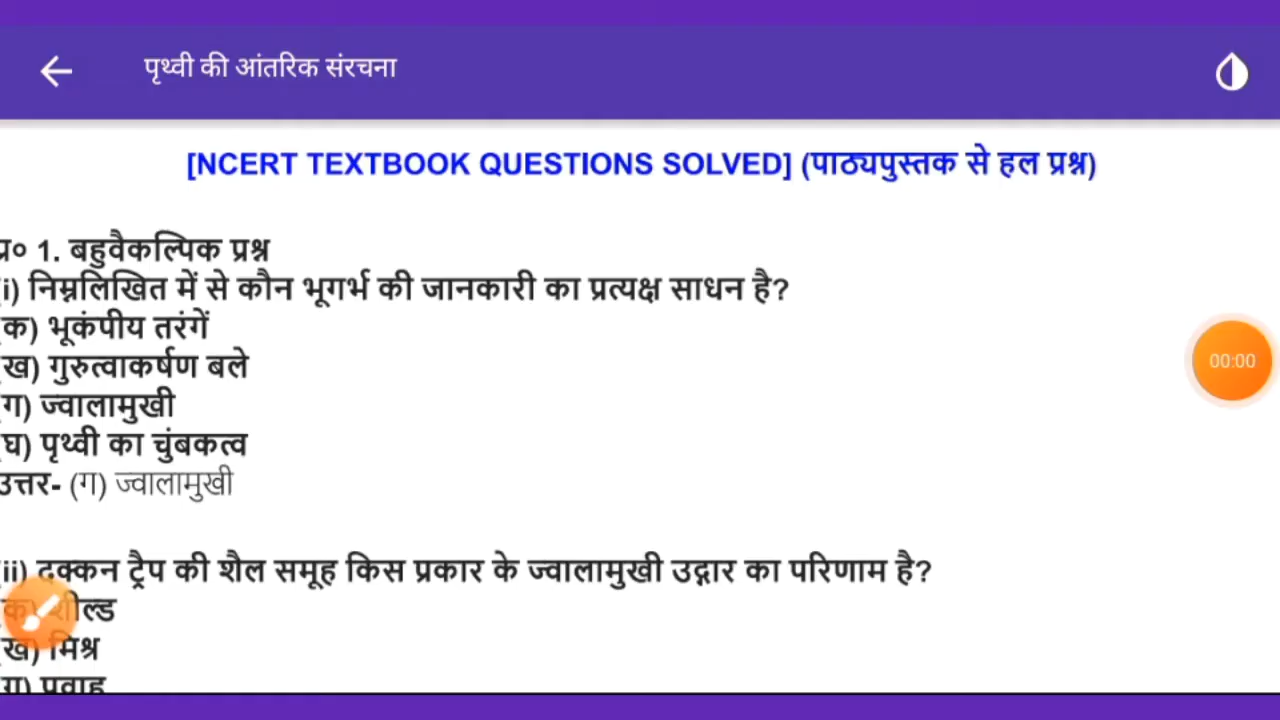 पृथ्वी की आंतरिक संरचना
[NCERT TEXTBOOK QUESTIONS SOLVED] (पाठ्यपुस्तक से हल प्रश्न)
प्र० 1. बहुवैकल्पिक प्रश्न
(i) निम्नलिखित में से कौन भूगर्भ की जानकारी का प्रत्यक्ष साधन है?
(क) भूकंपीय तरंगें
(ख) गुरुत्वाकर्षण बले
00:00
(ग) ज्वालामुखी
(घ) पृथ्वी का चुंबकत्व
उत्तर- (ग) ज्वालामुखी
(ii) दक्कन ट्रैप की शैल समूह किस प्रकार के ज्वालामुखी उद्गार का परिणाम है?
(क) शील्ड
(ख) मिश्र
(ग) प्रवाह